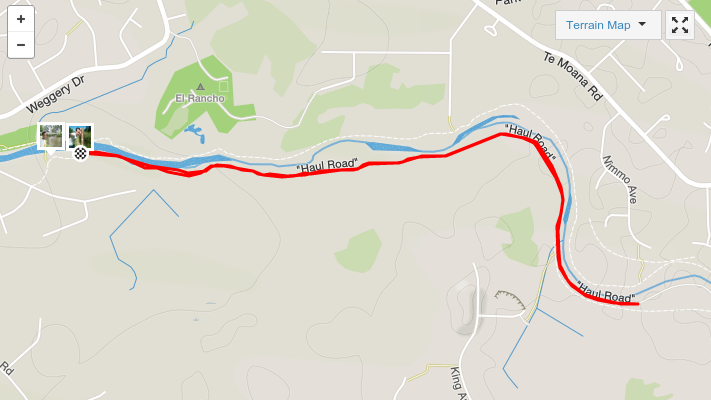 +
−
Park
Terrain Map
Te Moana Rd
Weggery Dr
El Rancho
"Haul Road"
"Haul Road"
Nimmo Ave
"Haul Road"
Rd
King A